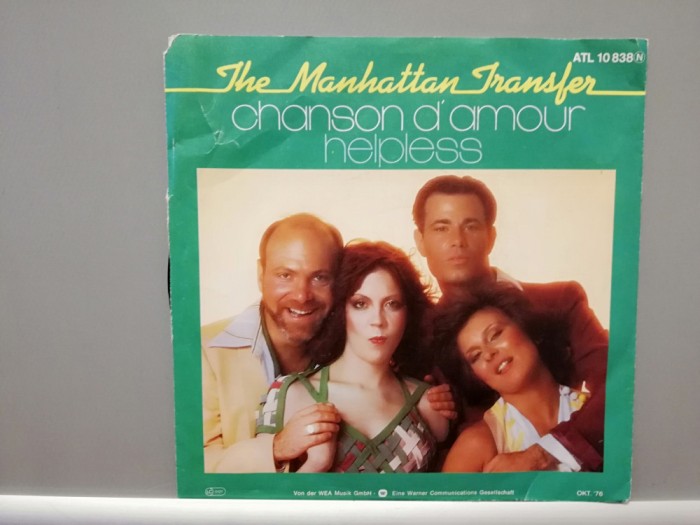 ATL 10 838 N
The Manhattan Transfer
chanson d'amour
helpless
Von der WEA Musik GmbH - Eine Warner Communications Gesellschaft
OKT. '76